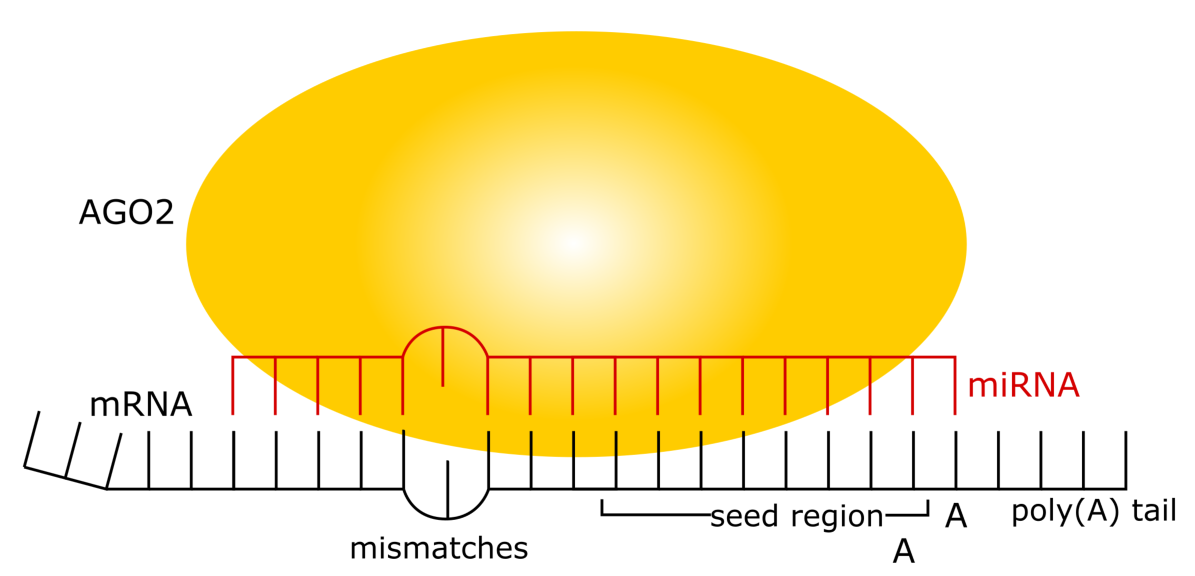 AGO2
miRNA
mRNA
seed region
A
poly(A) tail
mismatches
A